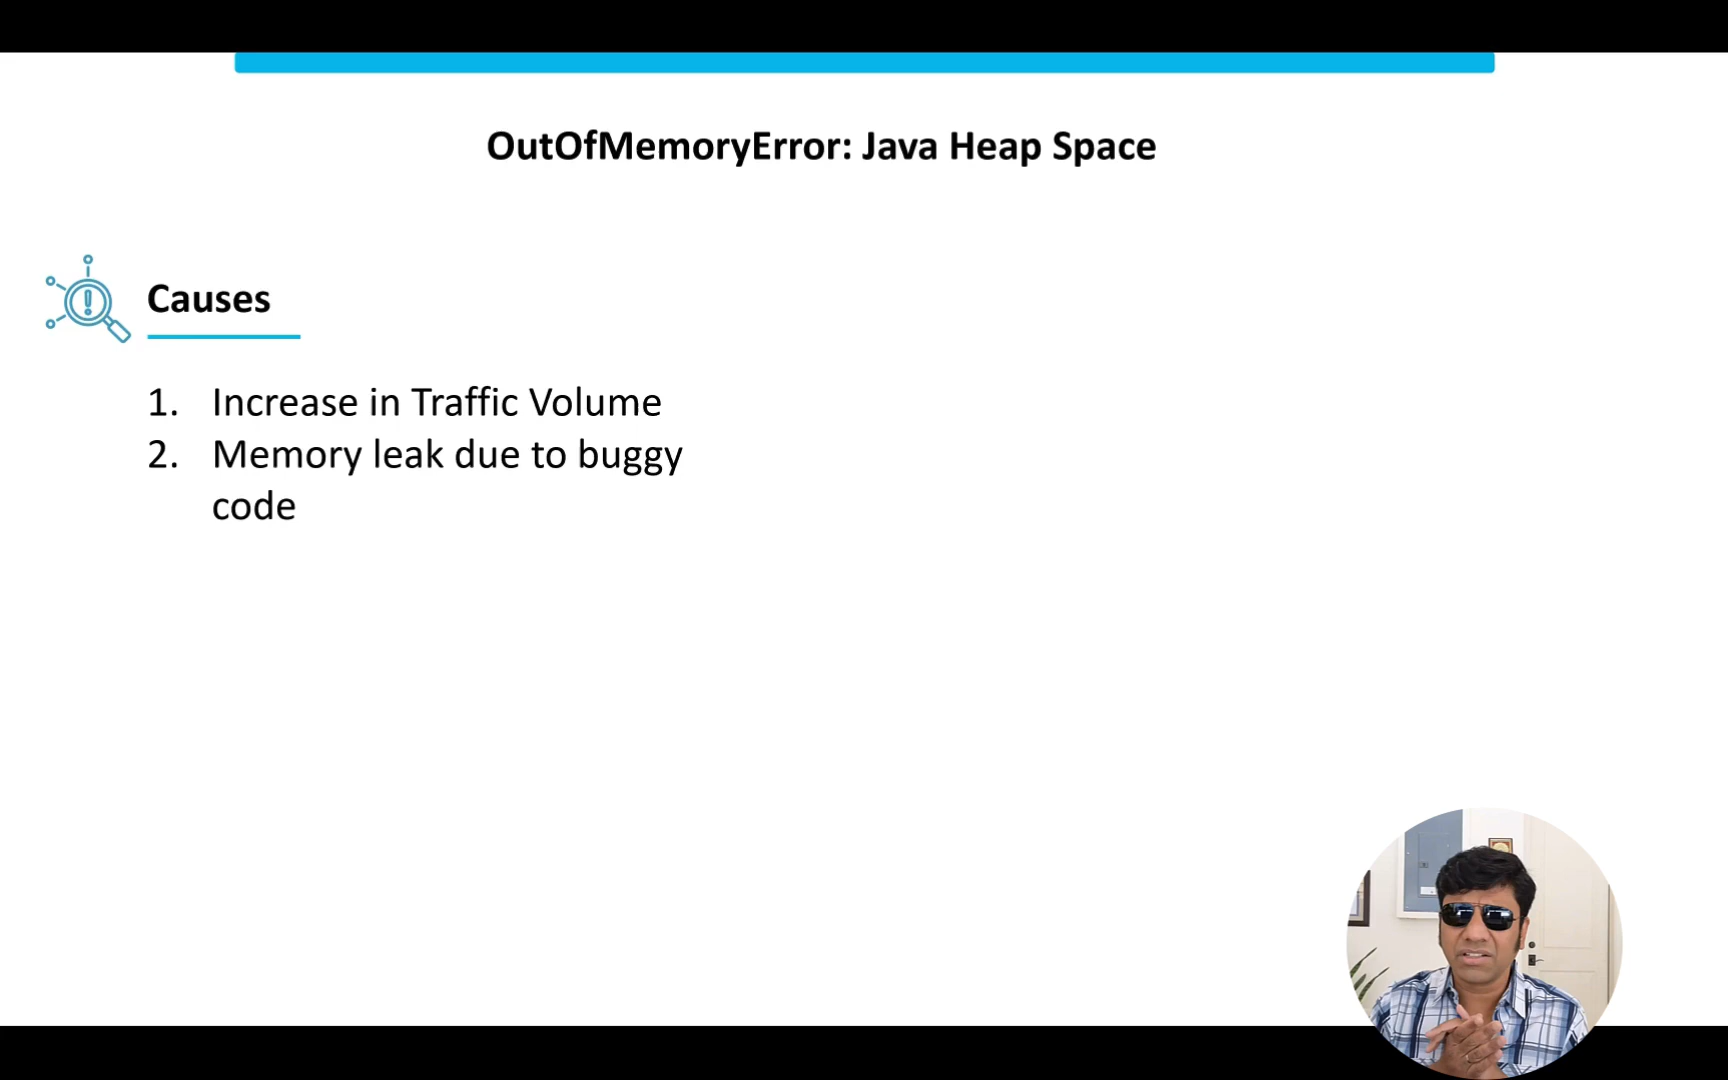 OutOfMemoryError: Java Heap Space
Causes
1. Increase in Traffic Volume
2. Memory leak due to buggy
code